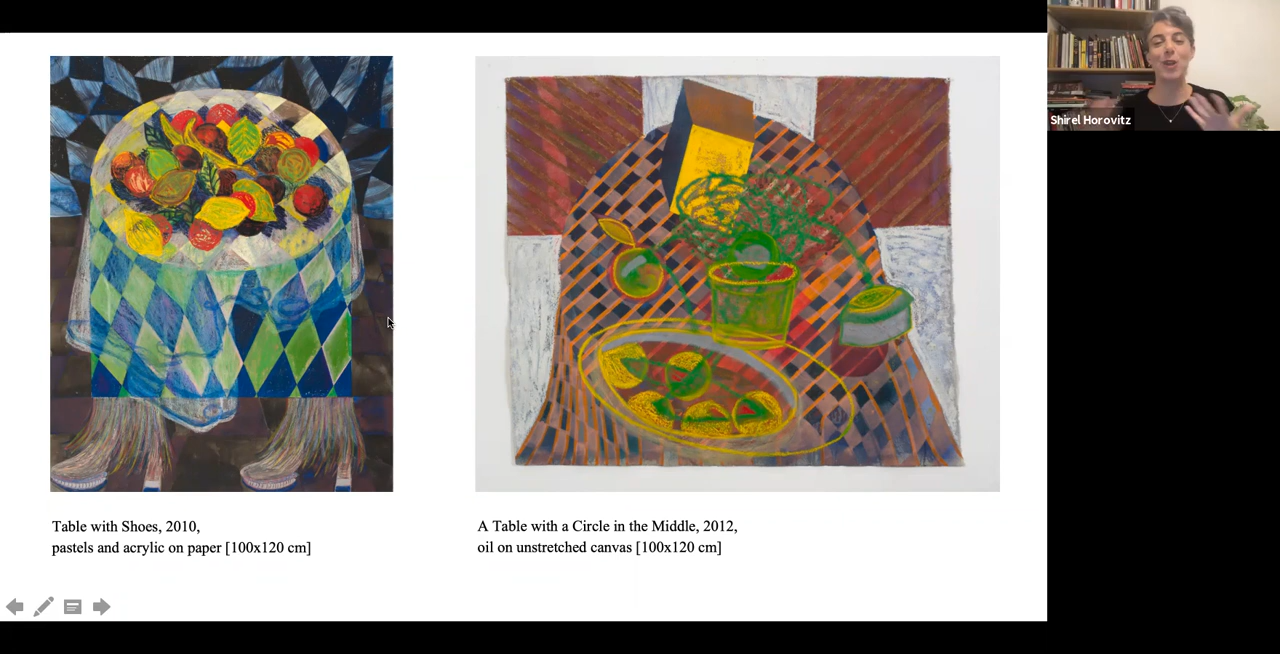 Shirel Horovitz
Table with Shoes, 2010,
pastels and acrylic on paper [100x120 cm]
A Table with a Circle in the Middle, 2012,
oil on unstretched canvas [100x120 cm]